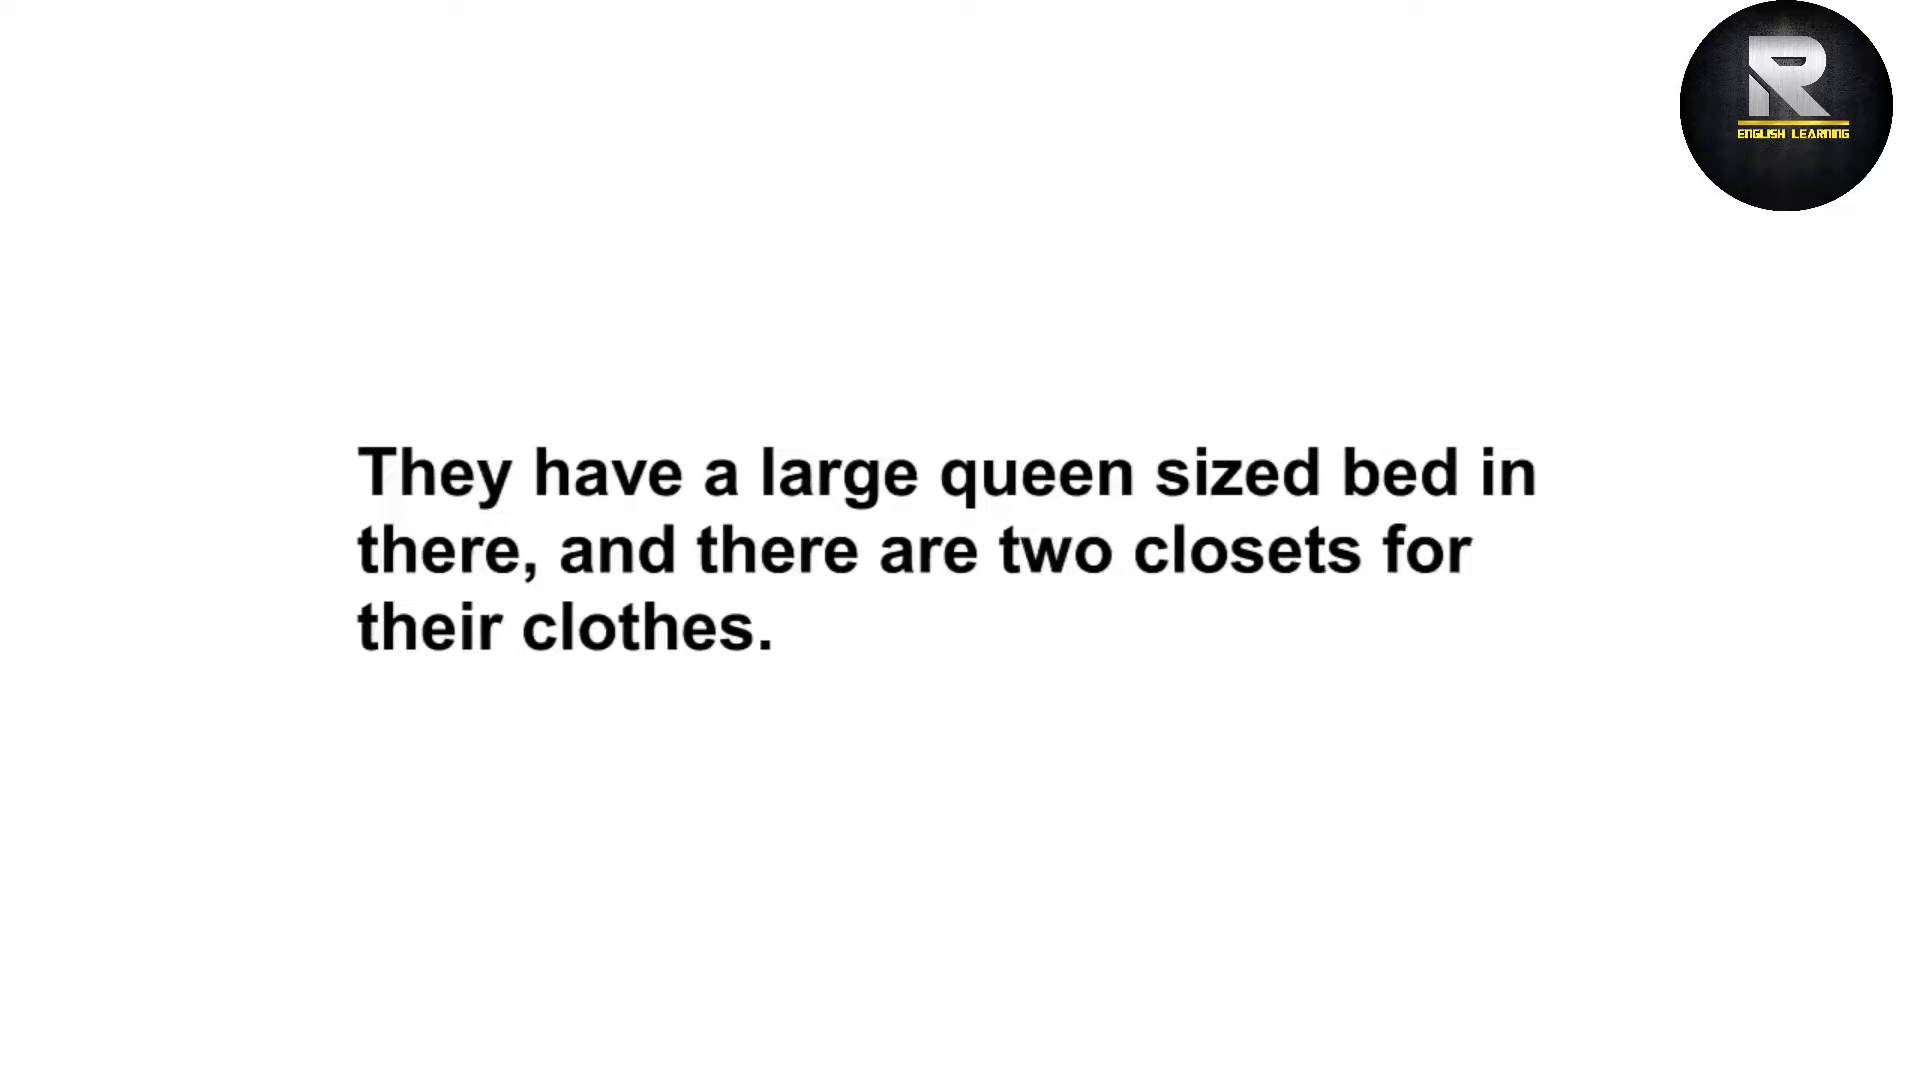 R
ENGLISH LEARNING
They have a large queen sized bed in
there, and there are two closets for
their clothes.